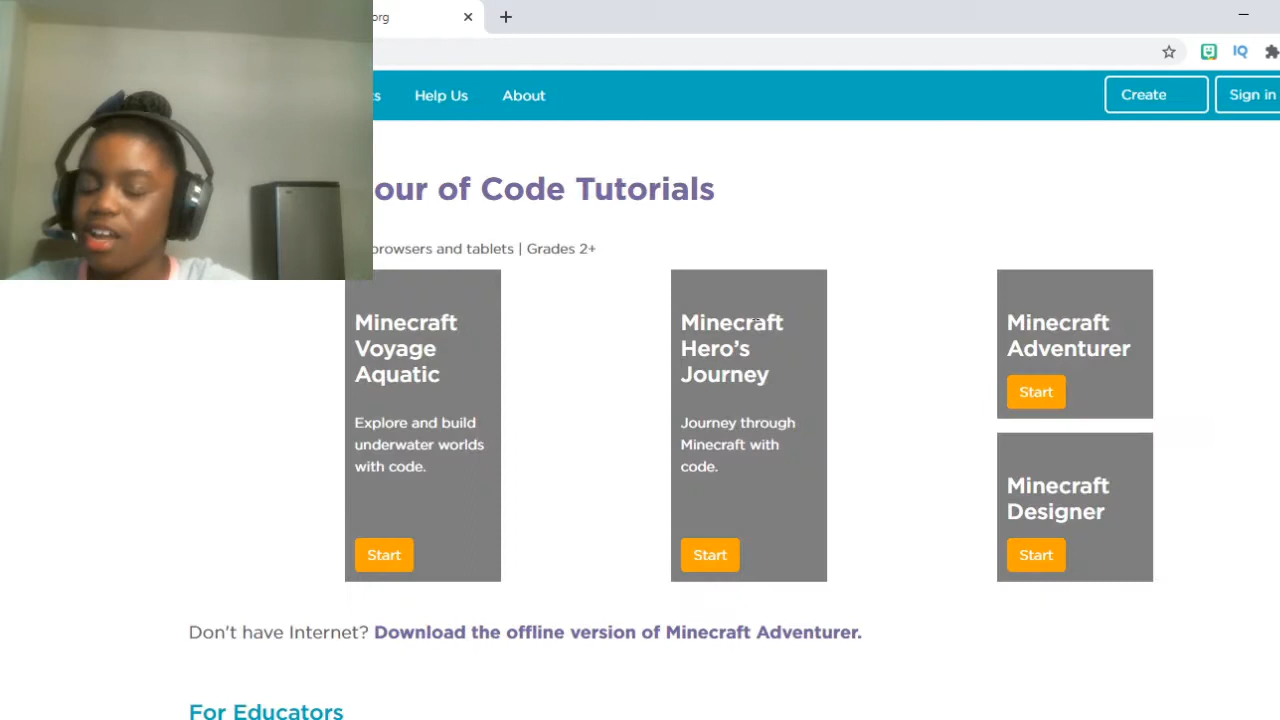 org
Help Us
About
Create
Sign in
our of Code Tutorials
browsers and tablets | Grades 2+
Minecraft
Voyage
Aquatic
Explore and build
underwater worlds
with code.
Start
Minecraft
Hero's
Journey
Journey through
Minecraft with
code.
Start
Minecraft
Adventurer
Start
Minecraft
Designer
Start
Don't have Internet? Download the offline version of Minecraft Adventurer.
For Educators
IQ